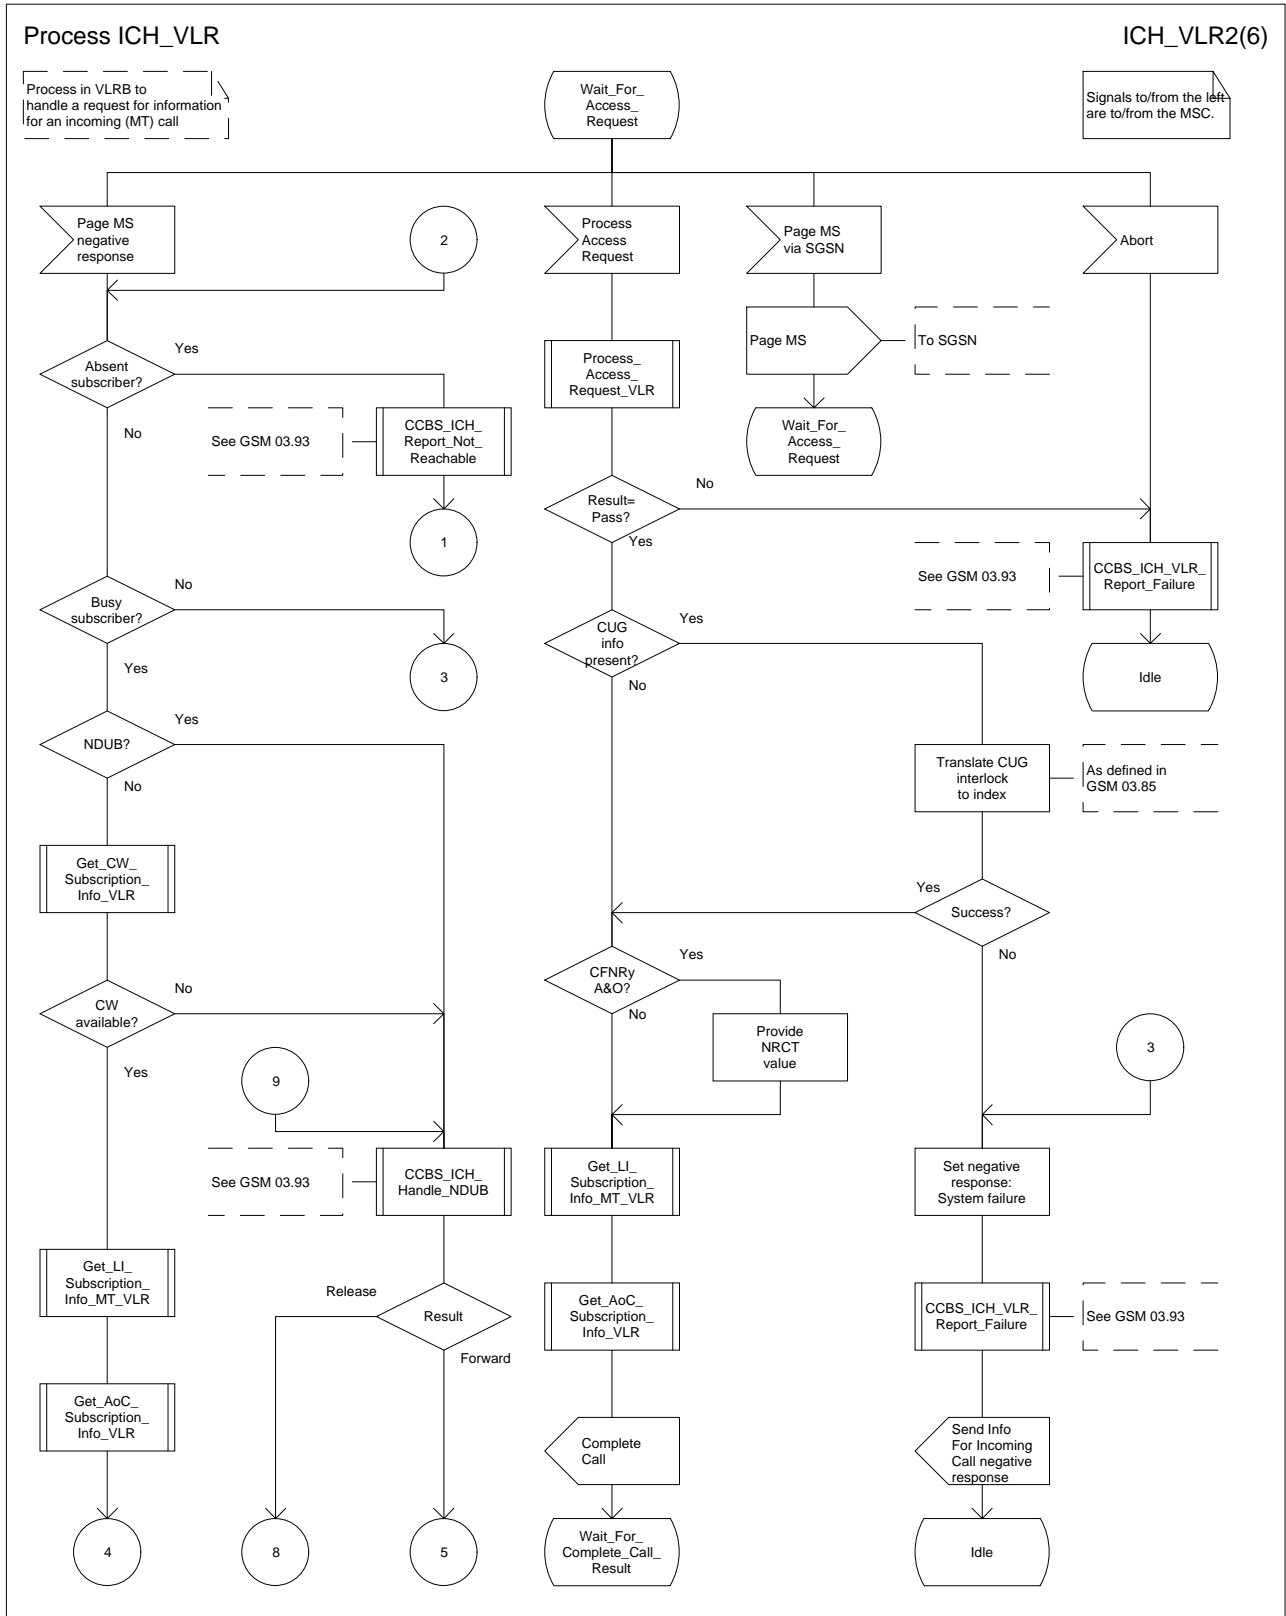 Process ICH_VLR
ICH_VLR2(6)
Process in VLRB to
handle a request for information
for an incoming (MT) call
Wait_For_
Access_
Request
Signals to/from the left
are to/from the MSC.
Page MS
negative
response
2
Process
Access
Request
Page MS
via SGSN
Abort
Page MS
To SGSN
Yes
Absent
subscriber?
No
Process_
Access_
Request_VLR
See GSM 03.93
CCBS_ICH_
Report_Not_
Reachable
Wait_For_
Access_
Request
1
Result=
Pass?
No
Yes
See GSM 03.93
CCBS_ICH_VLR_
Report_Failure
No
Busy
subscriber?
Yes
3
CUG
info
present?
Yes
No
Idle
Yes
NDUB?
No
Translate CUG
interlock
to index
As defined in
GSM 03.85
Get_CW_
Subscription_
Info_VLR
Yes
Success?
No
No
CW
available?
Yes
CFNRy
A&O?
Yes
No
Provide
NRCT
value
3
9
See GSM 03.93
CCBS_ICH_
Handle_NDUB
Get_LI_
Subscription_
Info_MT_VLR
Set negative
response:
System failure
Get_LI_
Subscription_
Info_MT_VLR
Release
Result
Forward
Get_AoC_
Subscription_
Info_VLR
CCBS_ICH_VLR_
Report_Failure
See GSM 03.93
Get_AoC_
Subscription_
Info_VLR
Complete
Call
Send Info
For Incoming
Call negative
response
4
8
5
Wait_For_
Complete_Call_
Result
Idle